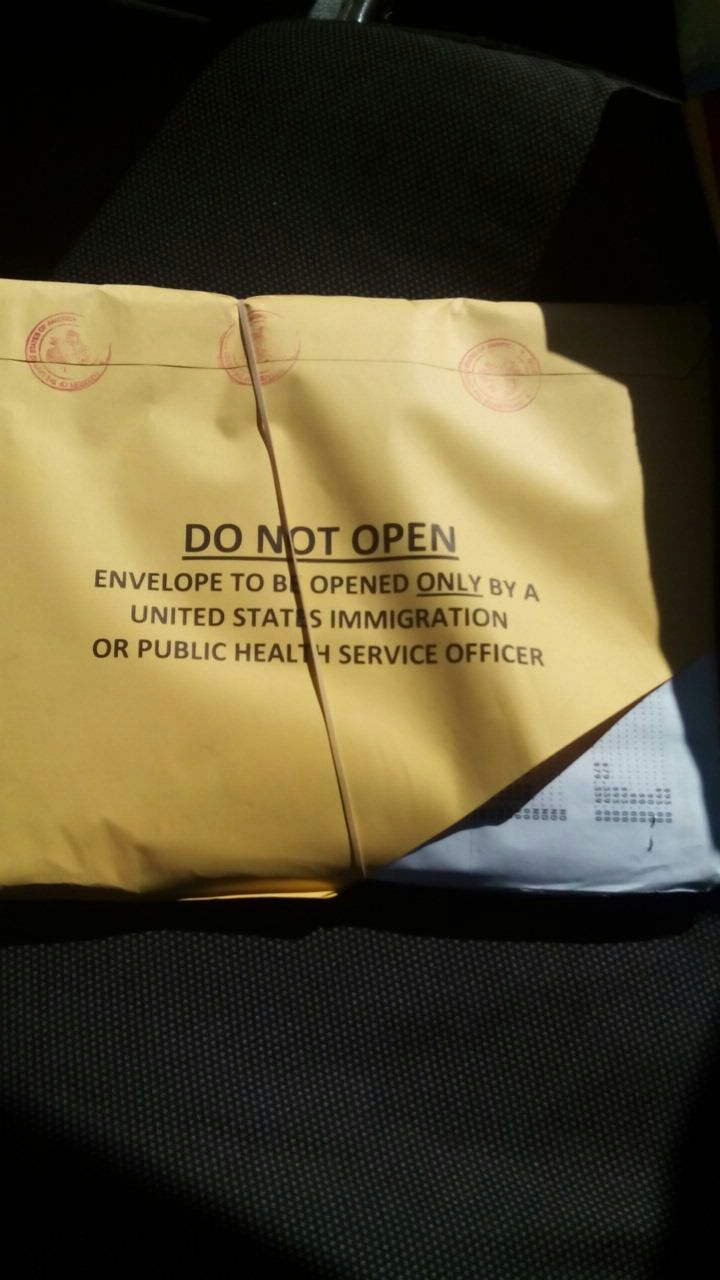 DO NOT OPEN
ENVELOPE TO BE OPENED ONLY BY A
UNITED STATES IMMIGRATION
OR PUBLIC HEALTH SERVICE OFFICER